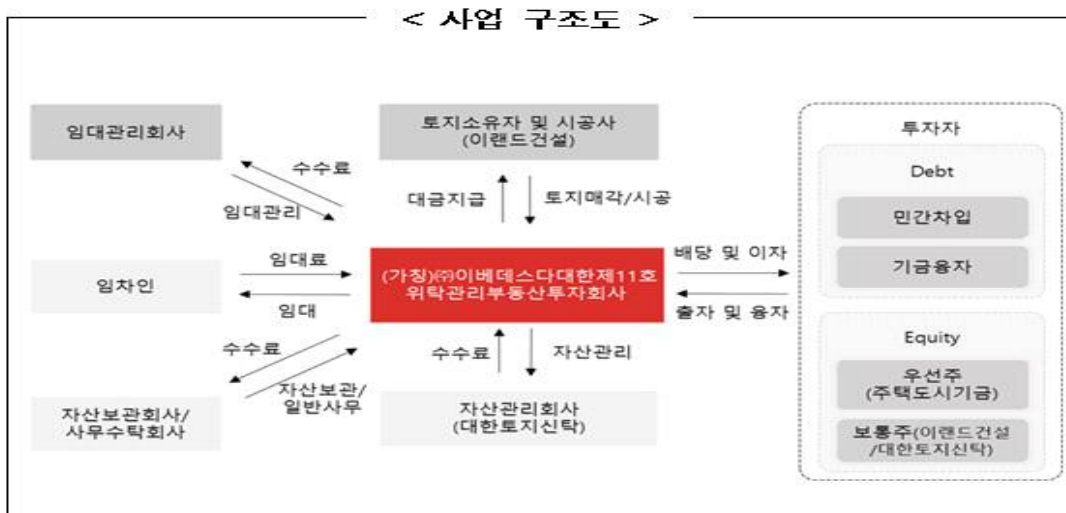 < 사업 구조도 >
임대관리회사
토지소유자 및 시공사
(이랜드건설)
투자자
수수료
임대관리
대금지급
토지매각/시공
Debt
민간차입
기금융자
임차인
임대료
임대
(가칭)㈜이베데스다대한제11호
위탁관리부동산투자회사
배당 및 이자
출자 및 융자
수수료
자산보관/
일반사무
수수료
자산관리
Equity
우선주
(주택도시기금)
보통주(이랜드건설
/대한토지신탁)
자산보관회사/
사무수탁회사
자산관리회사
(대한토지신탁)